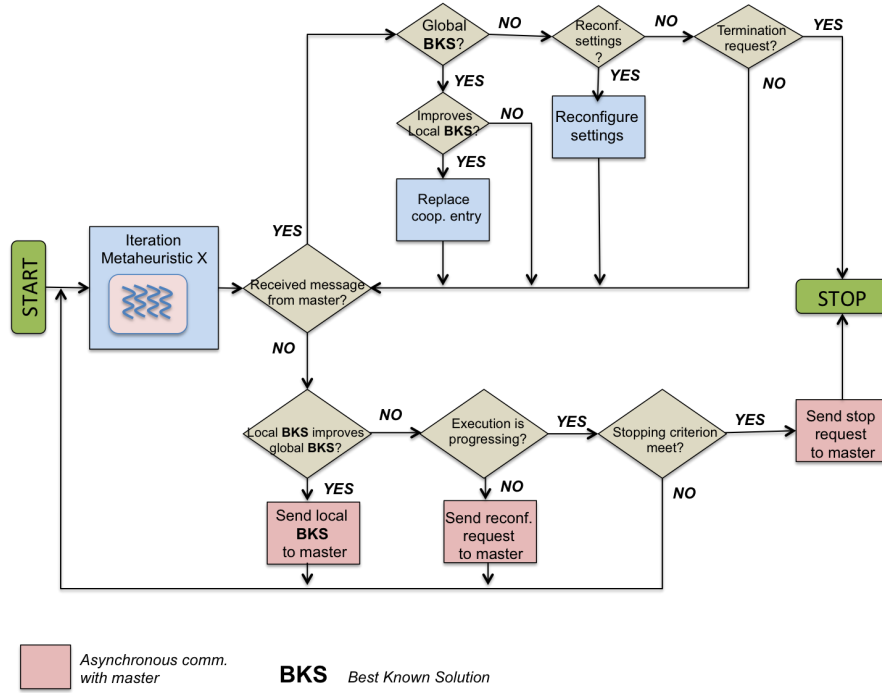 Global
BKS?
NO
Reconf.
settings
?
NO
Termination
request?
YES
YES
YES
NO
Improves
Local BKS?
NO
Reconfigure
settings
YES
Replace
coop. entry
YES
START
Iteration
Metaheuristic X
Received message
from master?
STOP
NO
Local BKS improves
global BKS?
NO
Execution is
progressing?
YES
Stopping criterion
meet?
YES
Send stop
request
to master
YES
NO
NO
Send local
BKS
to master
Send reconf.
request
to master
Asynchronous comm.
with master
BKS Best Known Solution